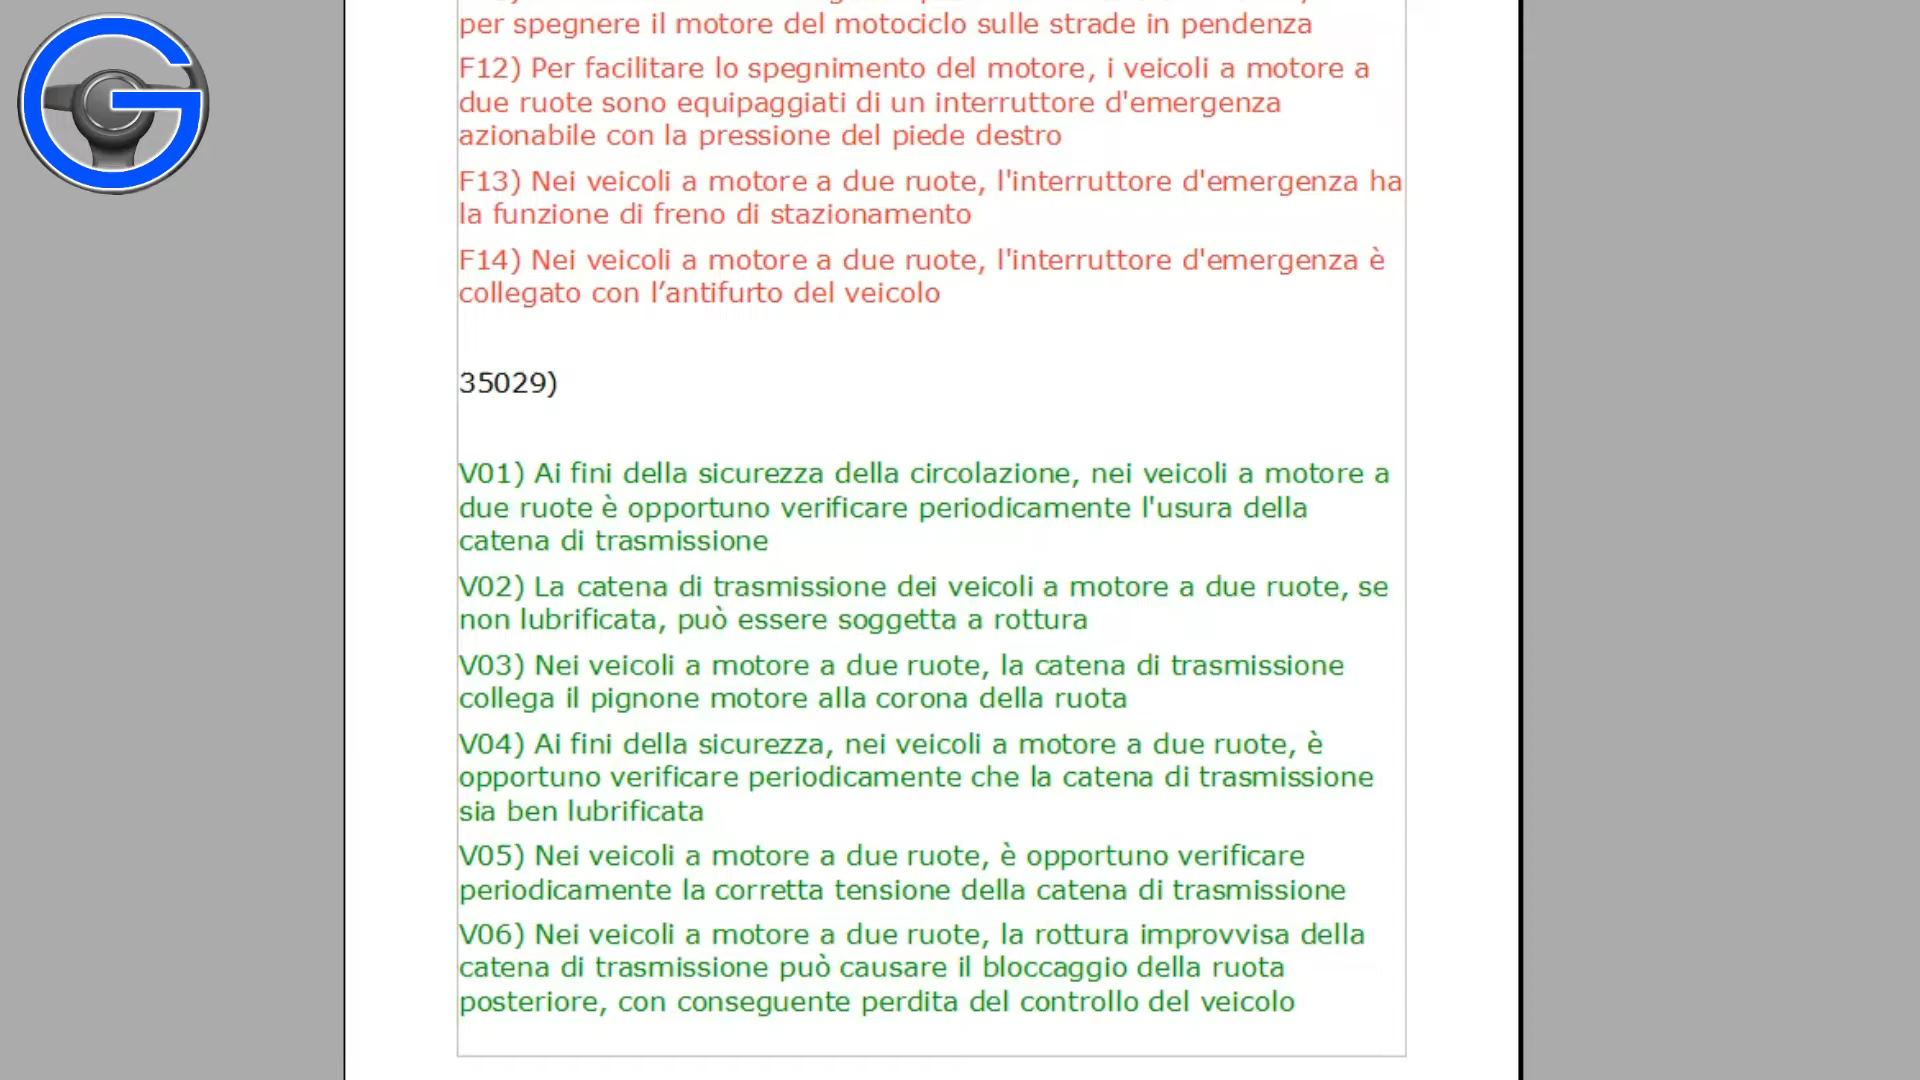 per spegnere il motore del motociclo sulle strade in pendenza
F12) Per facilitare lo spegnimento del motore, i veicoli a motore a
due ruote sono equipaggiati di un interruttore d'emergenza
azionabile con la pressione del piede destro
F13) Nei veicoli a motore a due ruote, l'interruttore d'emergenza ha
la funzione di freno di stazionamento
F14) Nei veicoli a motore a due ruote, l'interruttore d'emergenza è
collegato con l’antifurto del veicolo
35029)
V01) Ai fini della sicurezza della circolazione, nei veicoli a motore a
due ruote è opportuno verificare periodicamente l'usura della
catena di trasmissione
V02) La catena di trasmissione dei veicoli a motore a due ruote, se
non lubrificata, può essere soggetta a rottura
V03) Nei veicoli a motore a due ruote, la catena di trasmissione
collega il pignone motore alla corona della ruota
V04) Ai fini della sicurezza, nei veicoli a motore a due ruote, è
opportuno verificare periodicamente che la catena di trasmissione
sia ben lubrificata
V05) Nei veicoli a motore a due ruote, è opportuno verificare
periodicamente la corretta tensione della catena di trasmissione
V06) Nei veicoli a motore a due ruote, la rottura improvvisa della
catena di trasmissione può causare il bloccaggio della ruota
posteriore, con conseguente perdita del controllo del veicolo